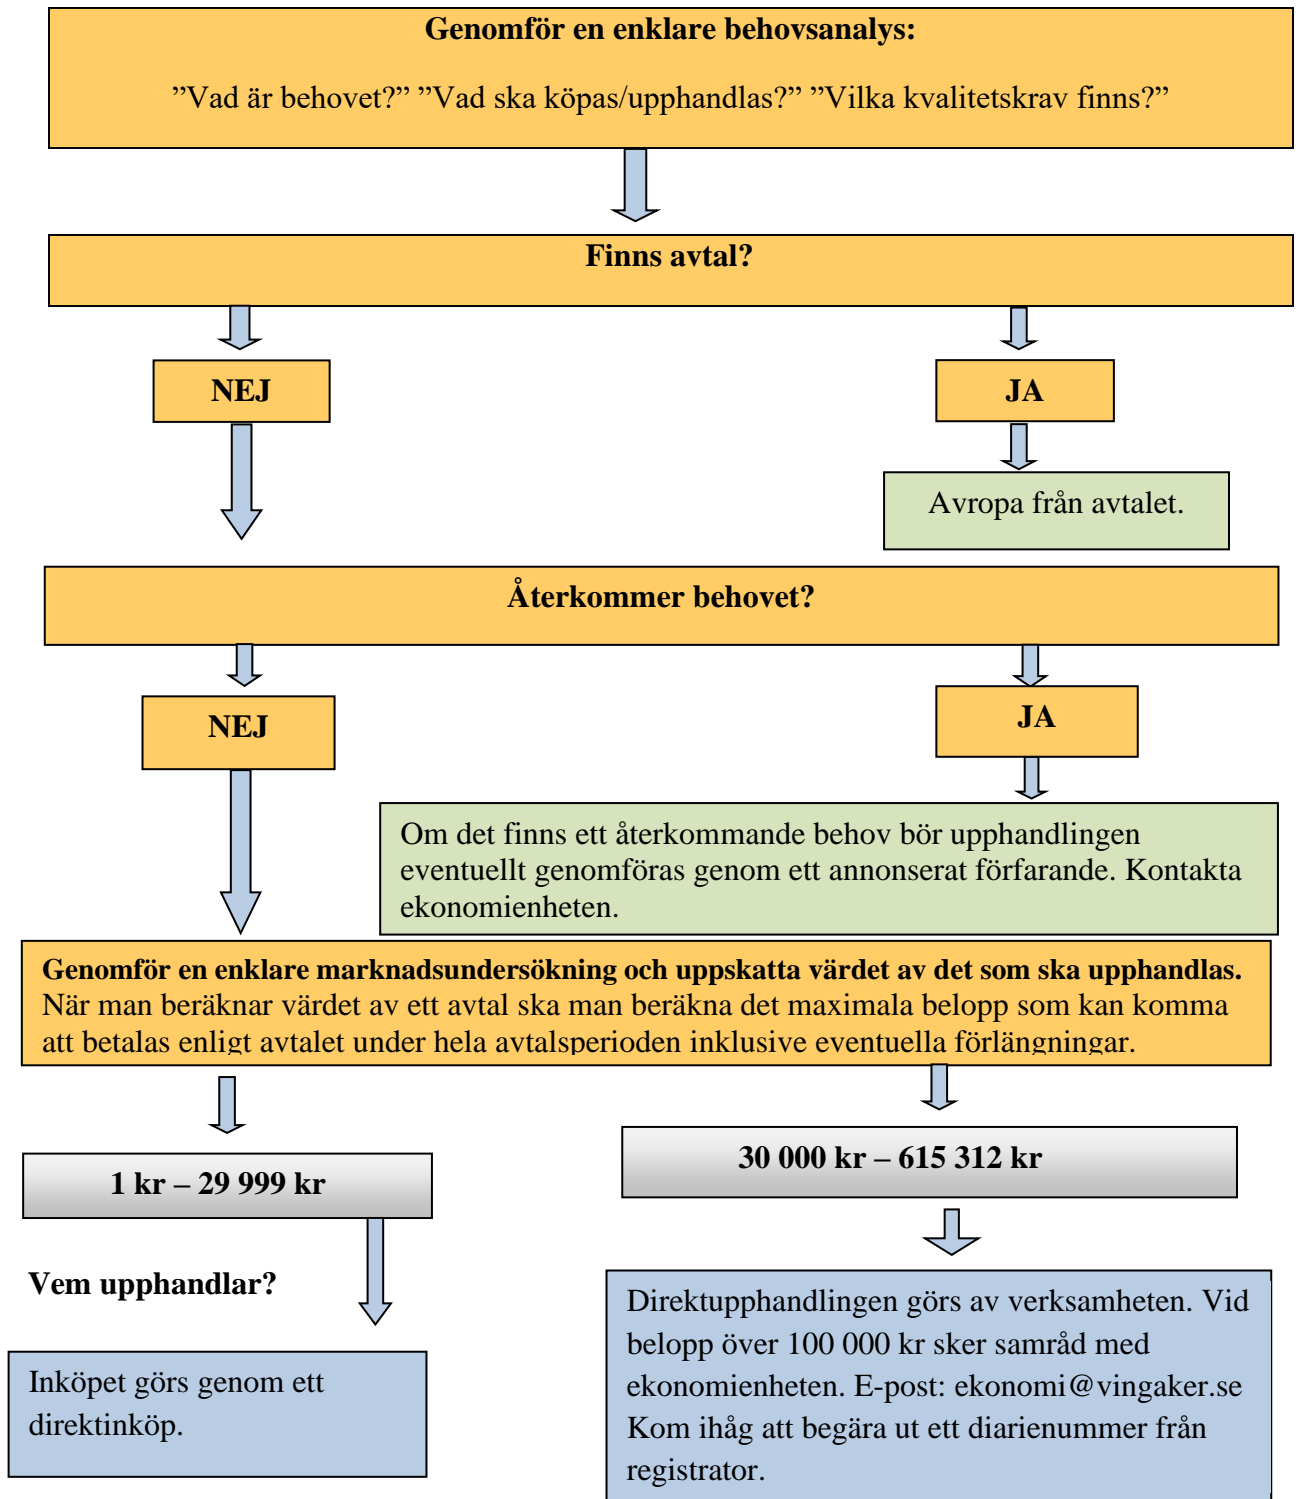 Genomför en enklare behovsanalys:
”Vad är behovet?” ”Vad ska köpas/upphandlas?” ”Vilka kvalitetskrav finns?”
Finns avtal?
NEJ
JA
Avropa från avtalet.
Återkommer behovet?
NEJ
JA
Om det finns ett återkommande behov bör upphandlingen
eventuellt genomföras genom ett annonserat förfarande. Kontakta
ekonomienheten.
Genomför en enklare marknadsundersökning och uppskatta värdet av det som ska upphandlas.
När man beräknar värdet av ett avtal ska man beräkna det maximala belopp som kan komma
att betalas enligt avtalet under hela avtalsperioden inklusive eventuella förlängningar.
1 kr – 29 999 kr
30 000 kr – 615 312 kr
Vem upphandlar?
Inköpet görs genom ett
direktinköp.
Direktupphandlingen görs av verksamheten. Vid
belopp över 100 000 kr sker samråd med
ekonomienheten. E-post: ekonomi@vingaker.se
Kom ihåg att begära ut ett diarienummer från
registrator.